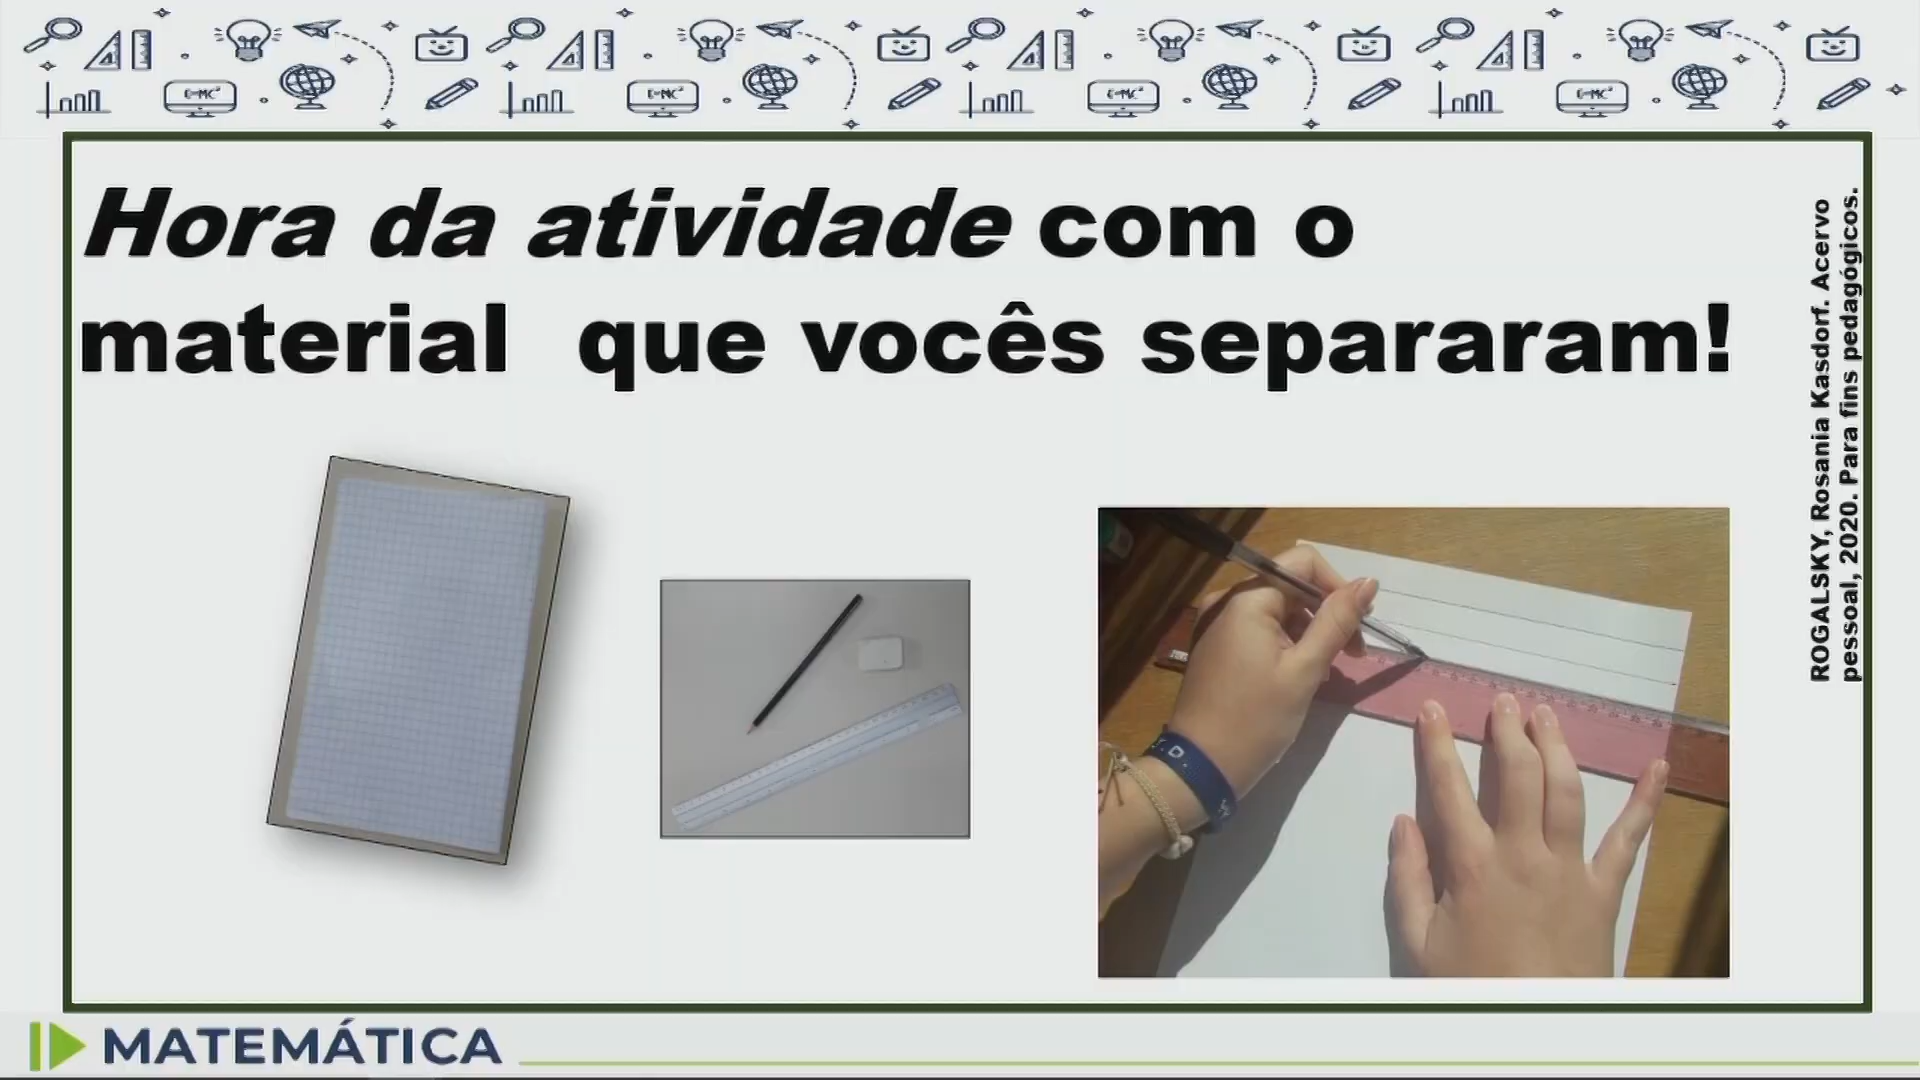 Hora da atividade com o
material que vocês separaram!
ROGALSKY, Rosania Kasdorf. Acervo
pessoal, 2020. Para fins pedagógicos.
MATEMÁTICA